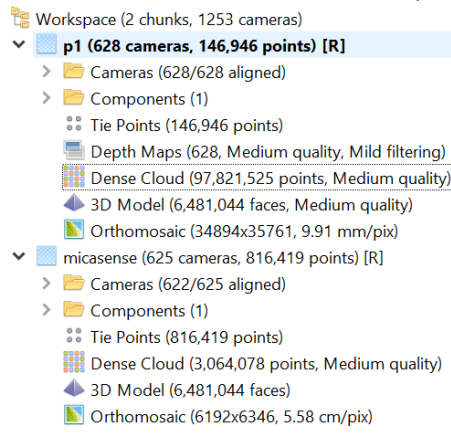 Workspace (2 chunks, 1253 cameras)
p1 (628 cameras, 146,946 points) [R]
Cameras (628/628 aligned)
Components (1)
Tie Points (146,946 points)
Depth Maps (628, Medium quality, Mild filtering)
Dense Cloud (97,821,525 points, Medium quality)
3D Model (6,481,044 faces, Medium quality)
Orthomosaic (34894x35761, 9.91 mm/pix)
micasense (625 cameras, 816,419 points) [R]
Cameras (622/625 aligned)
Components (1)
Tie Points (816,419 points)
Dense Cloud (3,064,078 points, Medium quality)
3D Model (6,481,044 faces)
Orthomosaic (6192x6346, 5.58 cm/pix)